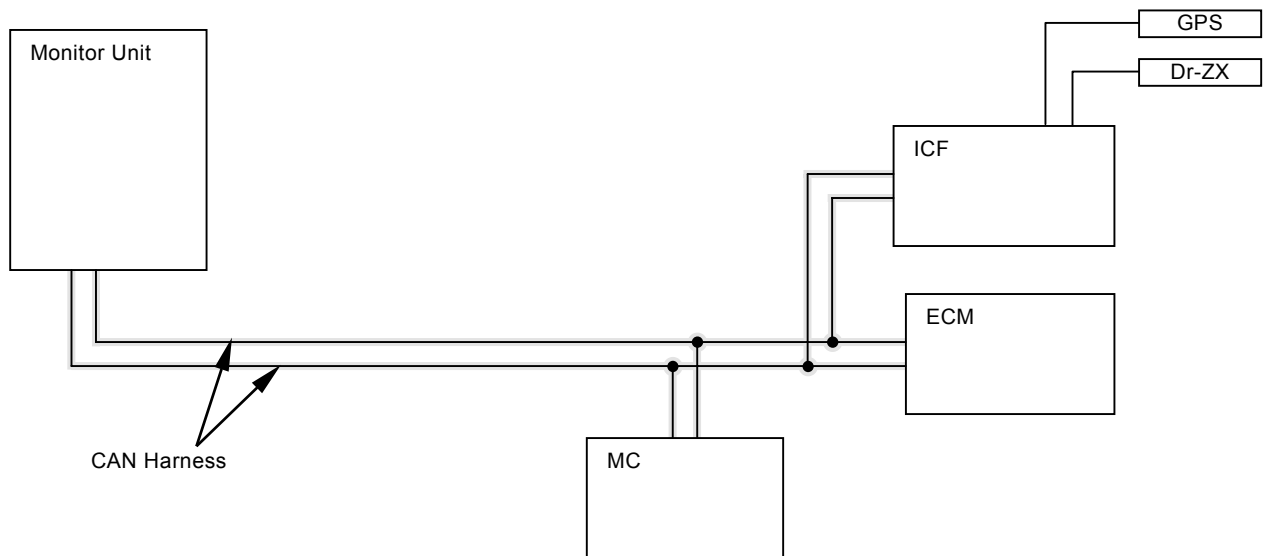 GPS
Monitor Unit
Dr-ZX
ICF
ECM
CAN Harness
MC